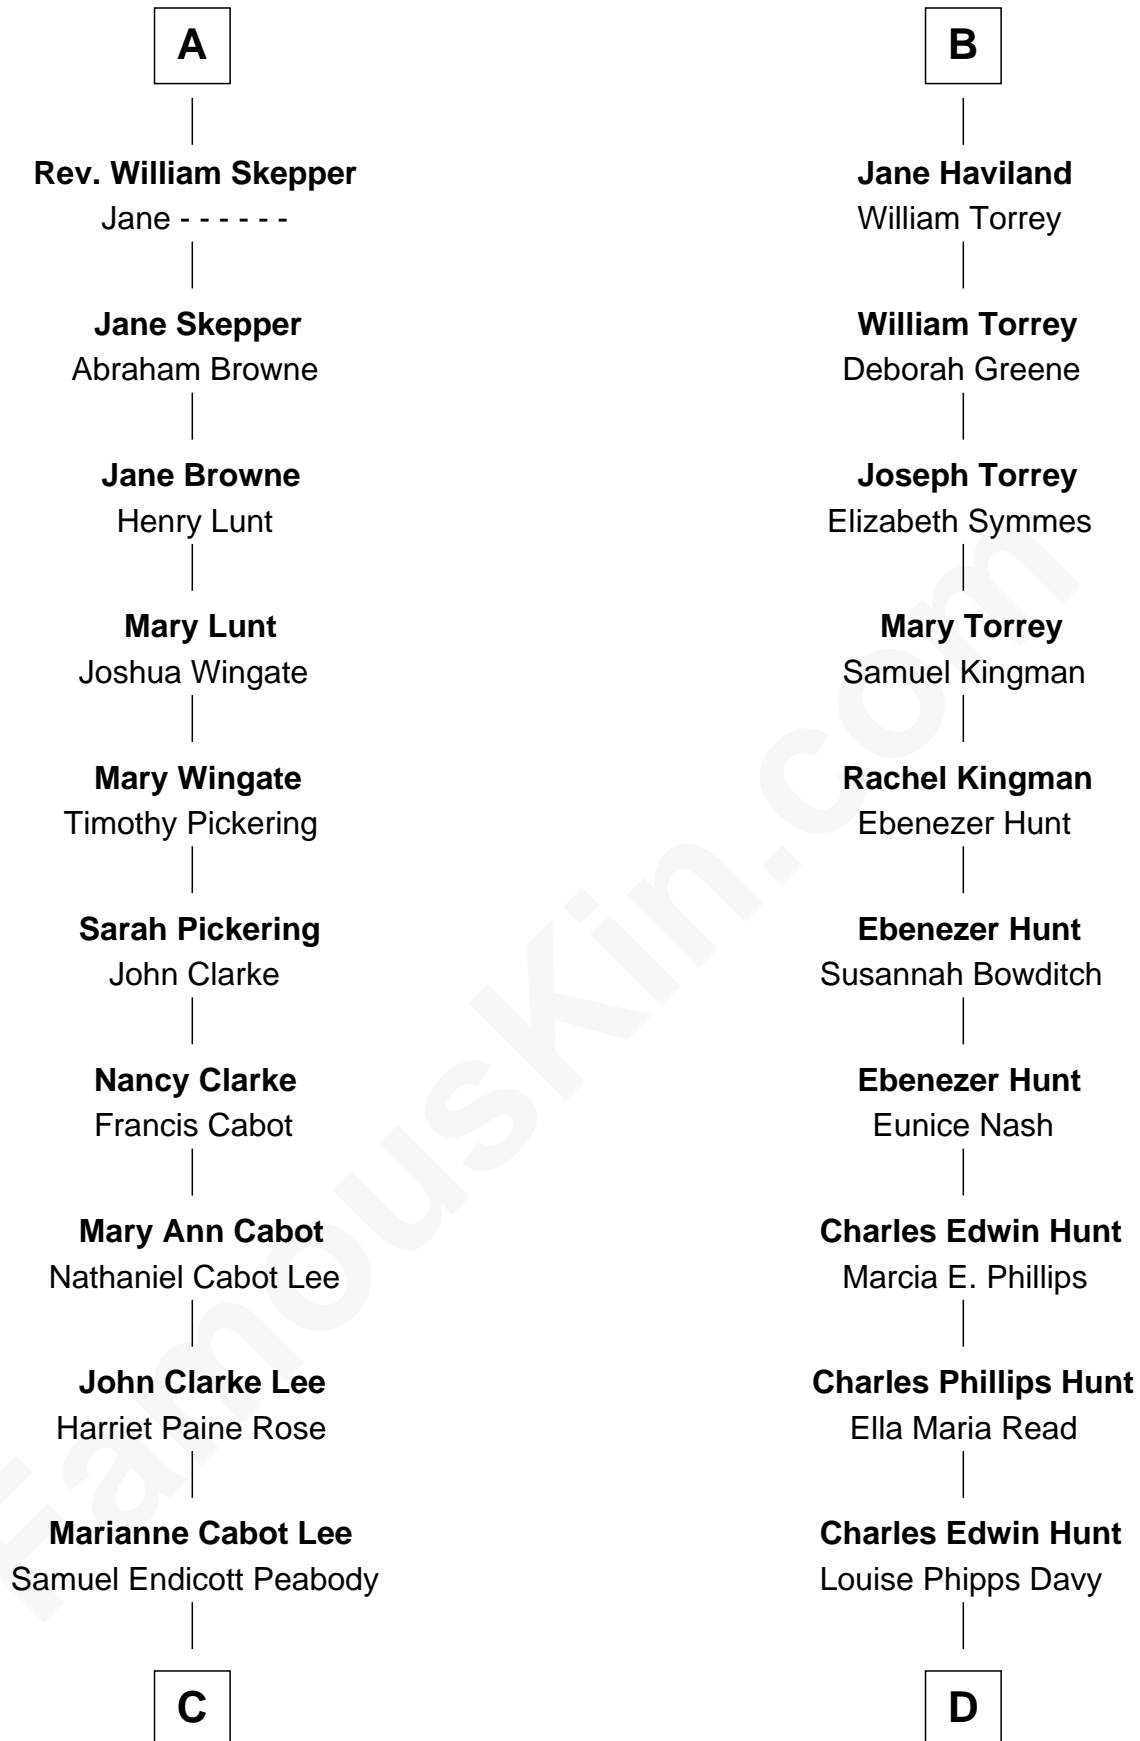 A
Rev. William Skepper
Jane - - - - - -
Jane Skepper
Abraham Browne
Jane Browne
Henry Lunt
Mary Lunt
Joshua Wingate
Mary Wingate
Timothy Pickering
Sarah Pickering
John Clarke
Nancy Clarke
Francis Cabot
Mary Ann Cabot
Nathaniel Cabot Lee
John Clarke Lee
Harriet Paine Rose
Marianne Cabot Lee
Samuel Endicott Peabody
C
B
Jane Haviland
William Torrey
William Torrey
Deborah Greene
Joseph Torrey
Elizabeth Symmes
Mary Torrey
Samuel Kingman
Rachel Kingman
Ebenezer Hunt
Ebenezer Hunt
Susannah Bowditch
Ebenezer Hunt
Eunice Nash
Charles Edwin Hunt
Marcia E. Phillips
Charles Phillips Hunt
Ella Maria Read
Charles Edwin Hunt
Louise Phipps Davy
D
FamousKin.com